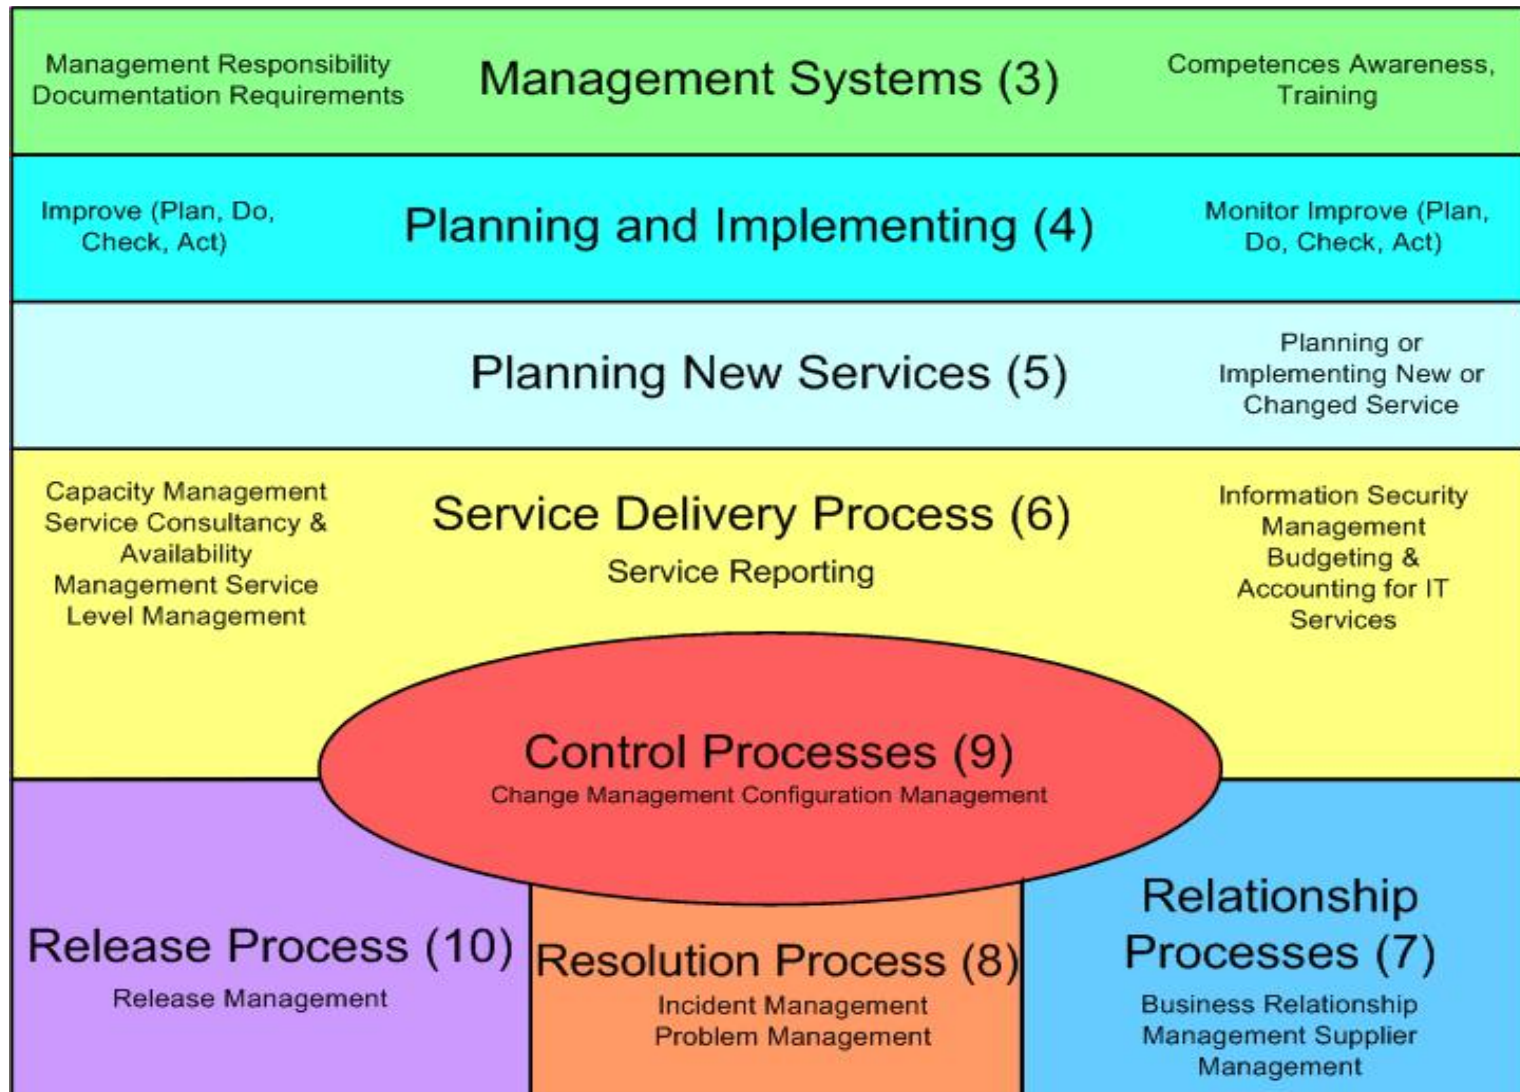 Management Responsibility
Documentation Requirements
Management Systems (3)
Competences Awareness,
Training
Improve (Plan, Do,
Check, Act)
Planning and Implementing (4)
Monitor Improve (Plan,
Do, Check, Act)
Planning New Services (5)
Planning or
Implementing New or
Changed Service
Capacity Management
Service Consultancy &
Availability
Management Service
Level Management
Service Delivery Process (6)
Service Reporting
Information Security
Management
Budgeting &
Accounting for IT
Services
Control Processes (9)
Change Management Configuration Management
Release Process (10)
Release Management
Resolution Process (8)
Incident Management
Problem Management
Relationship
Processes (7)
Business Relationship
Management Supplier
Management